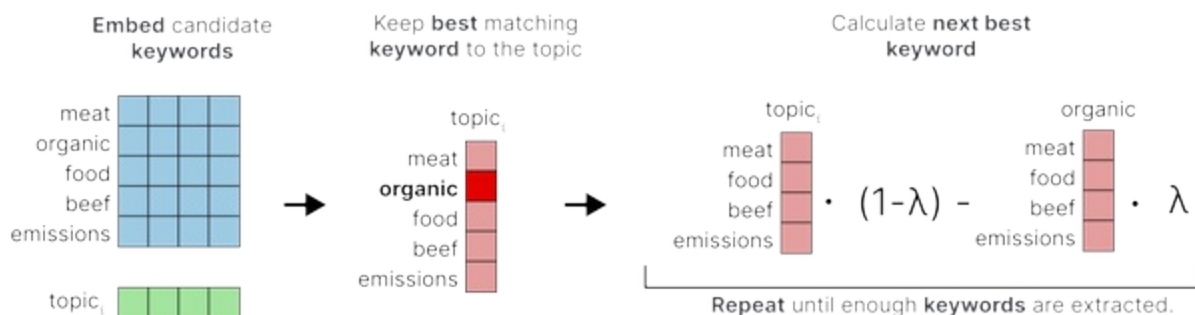 Embed candidate
keywords
meat
organic
food
beef
emissions
topic i
Keep best matching
keyword to the topic
topic i
meat
organic
food
beef
emissions
Calculate next best
keyword
topic i
meat
food
beef
emissions
· (1-λ) -
organic
meat
food
beef
emissions
· λ
Repeat until enough keywords are extracted.